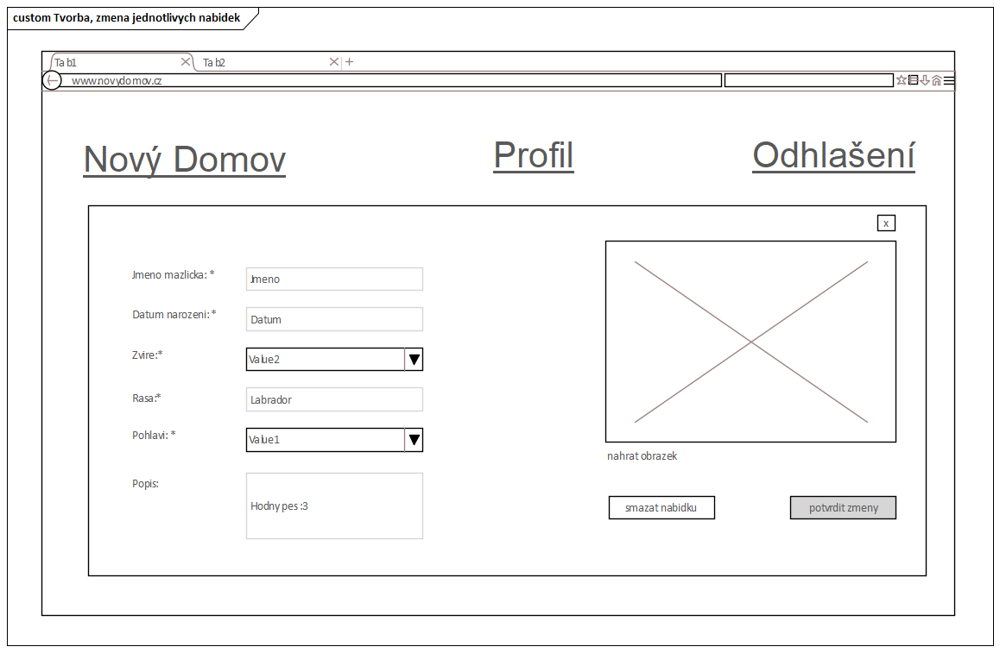 custom Tvorba, zmena jednotlivych nabidek
Tab1
Tab2
www.novydomov.cz
Nový Domov
Profil
Odhlašení
x
Jmeno mazlicka: *
Jmeno
Datum narozeni: *
Datum
Zvire:*
Value2
Rasa:*
Labrador
Pohlavi: *
Value1
Popis:
Hodny pes :3
nahrat obrazek
smazat nabidku
potvrdit zmeny